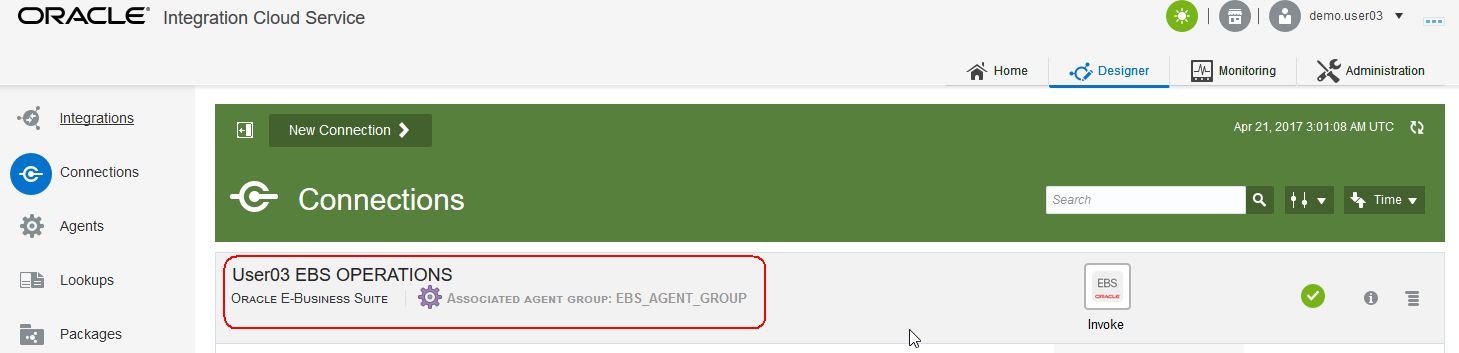 ORACLE® Integration Cloud Service
demo.user03
Home
Designer
Monitoring
Administration
Integrations
Connections
Agents
Lookups
Packages
New Connection
Apr 21, 2017 3:01:08 AM UTC
Connections
Search
Time
User03 EBS OPERATIONS
ORACLE E-BUSINESS SUITE
ASSOCIATED AGENT GROUP: EBS_AGENT_GROUP
EBS
ORACLE
Invoke